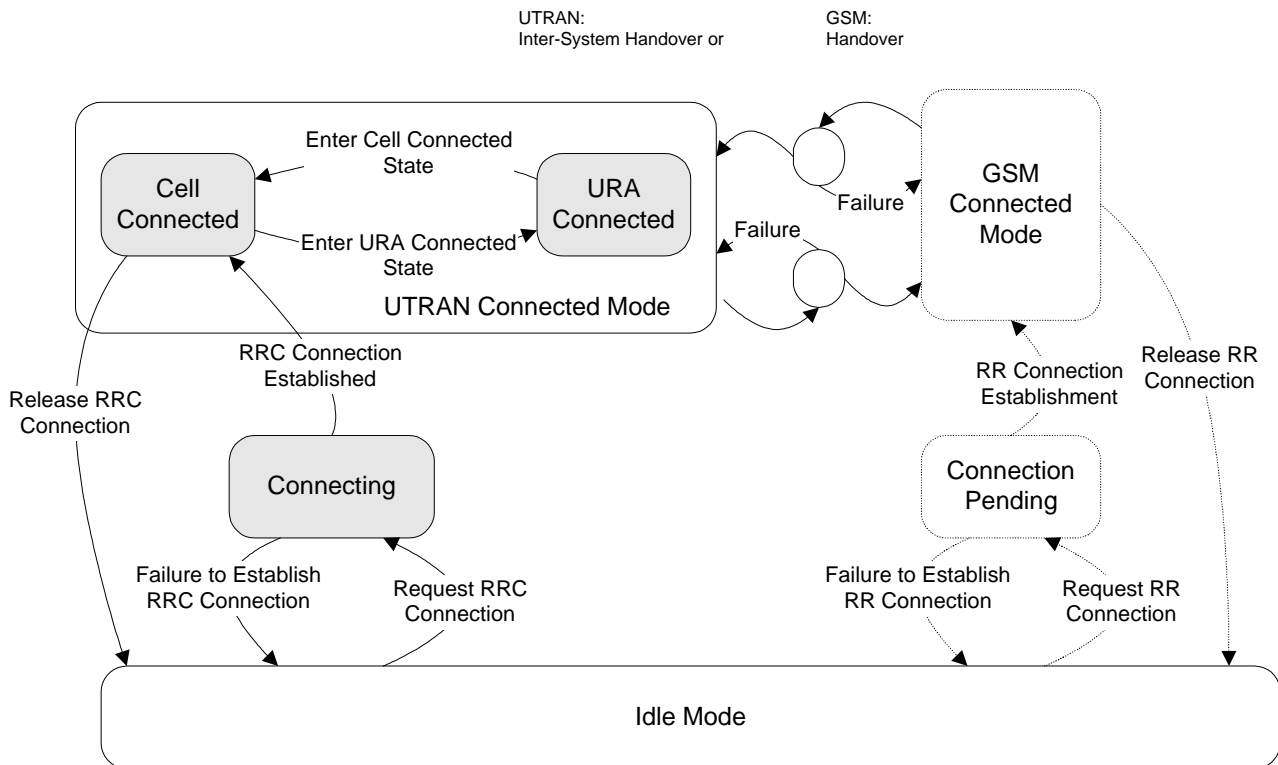 UTRAN:
Inter-System Handover or
GSM:
Handover
Enter Cell Connected
State
Cell
Connected
URA
Connected
Enter URA Connected
State
UTRAN Connected Mode
Failure
Failure
GSM
Connected
Mode
RRC Connection
Established
Release RRC
Connection
RR Connection
Establishment
Release RR
Connection
Connecting
Connection
Pending
Failure to Establish
RRC Connection
Request RRC
Connection
Failure to Establish
RR Connection
Request RR
Connection
Idle Mode